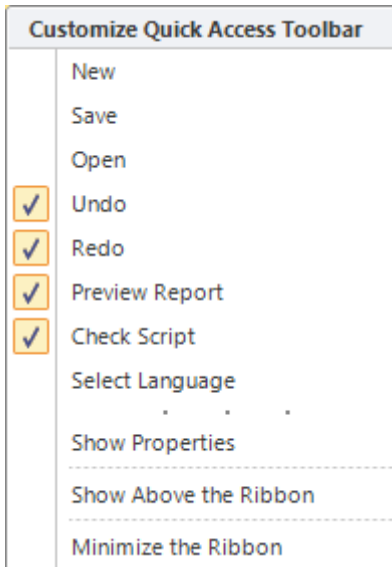 Customize Quick Access Toolbar
New
Save
Open
Undo
Redo
Preview Report
Check Script
Select Language
. . .
Show Properties
Show Above the Ribbon
Minimize the Ribbon